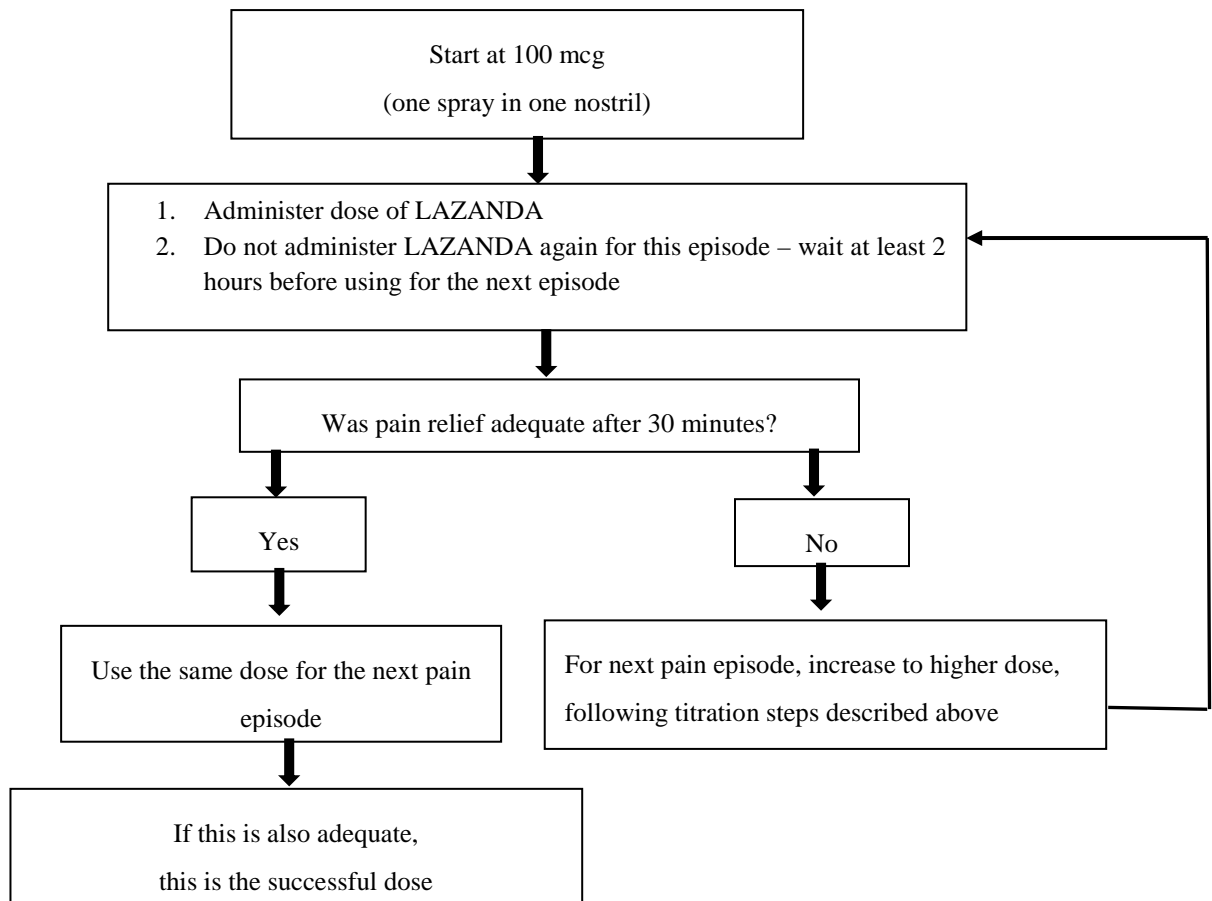 Start at 100 mcg
(one spray in one nostril)
1. Administer dose of LAZANDA
2. Do not administer LAZANDA again for this episode – wait at least 2
hours before using for the next episode
Was pain relief adequate after 30 minutes?
Yes
No
Use the same dose for the next pain
episode
For next pain episode, increase to higher dose,
following titration steps described above
If this is also adequate,
this is the successful dose